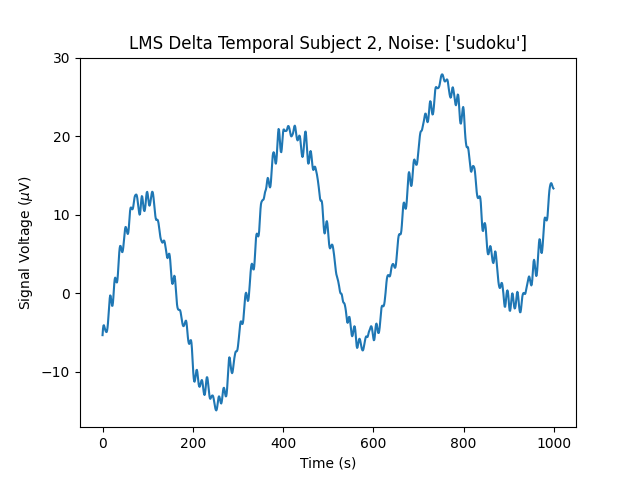 LMS Delta Temporal Subject 2, Noise: ['sudoku']
Signal Voltage (μV)
30
20
10
0
−10
0 200 400 600 800 1000
Time (s)